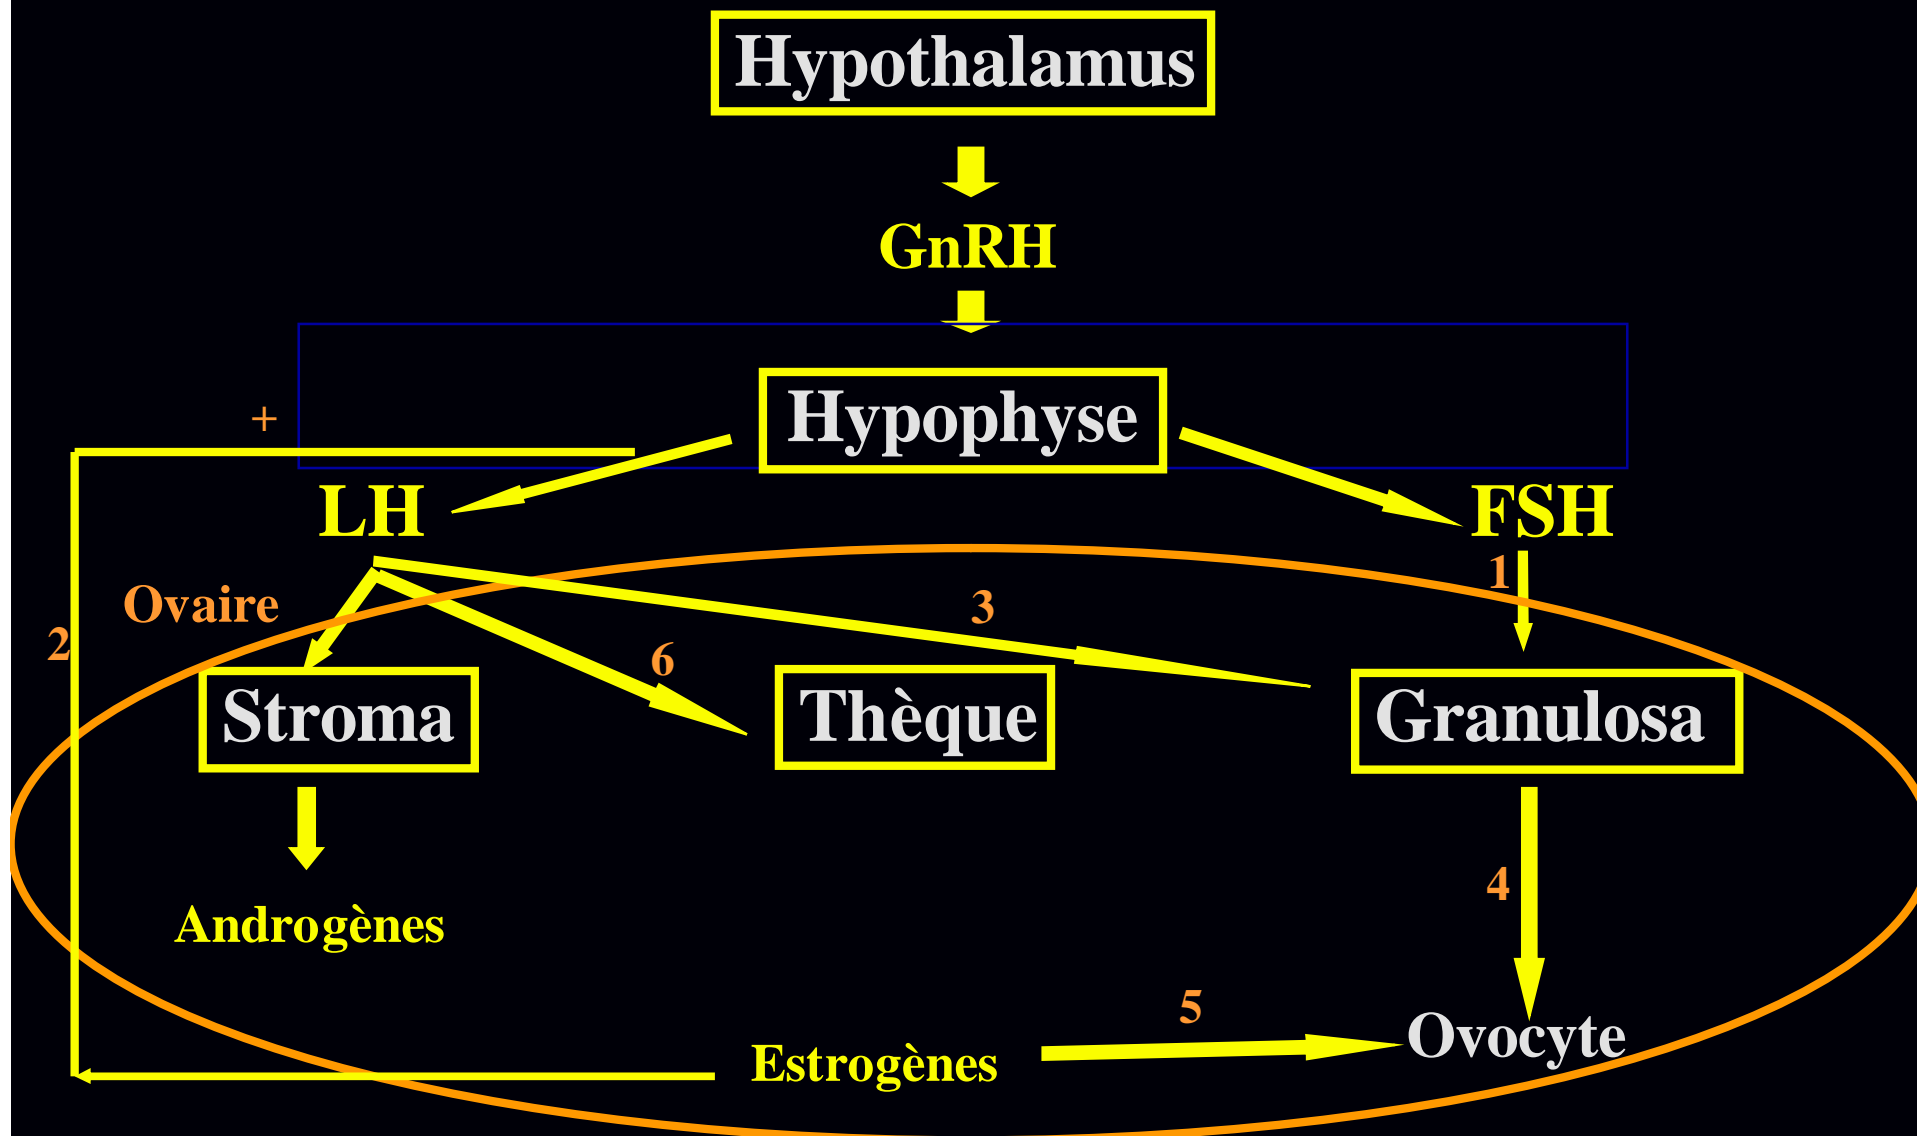 Hypothalamus
GnRH
Hypophyse
+
LH
FSH
1
Ovaire
3
2
6
Stroma
Thèque
Granulosa
4
Androgènes
5
Ovocyte
Estrogènes